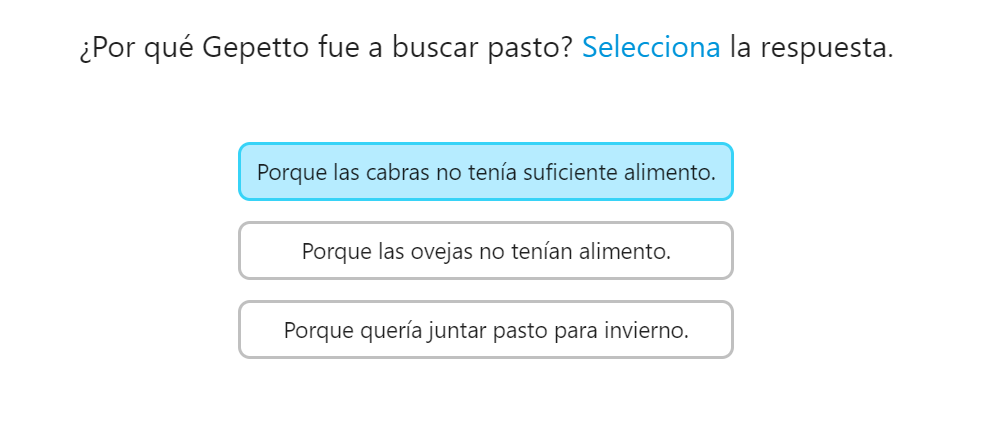 ¿Por qué Gepetto fue a buscar pasto? Selecciona la respuesta.
Porque las cabras no tenía suficiente alimento.
Porque las ovejas no tenían alimento.
Porque quería juntar pasto para invierno.